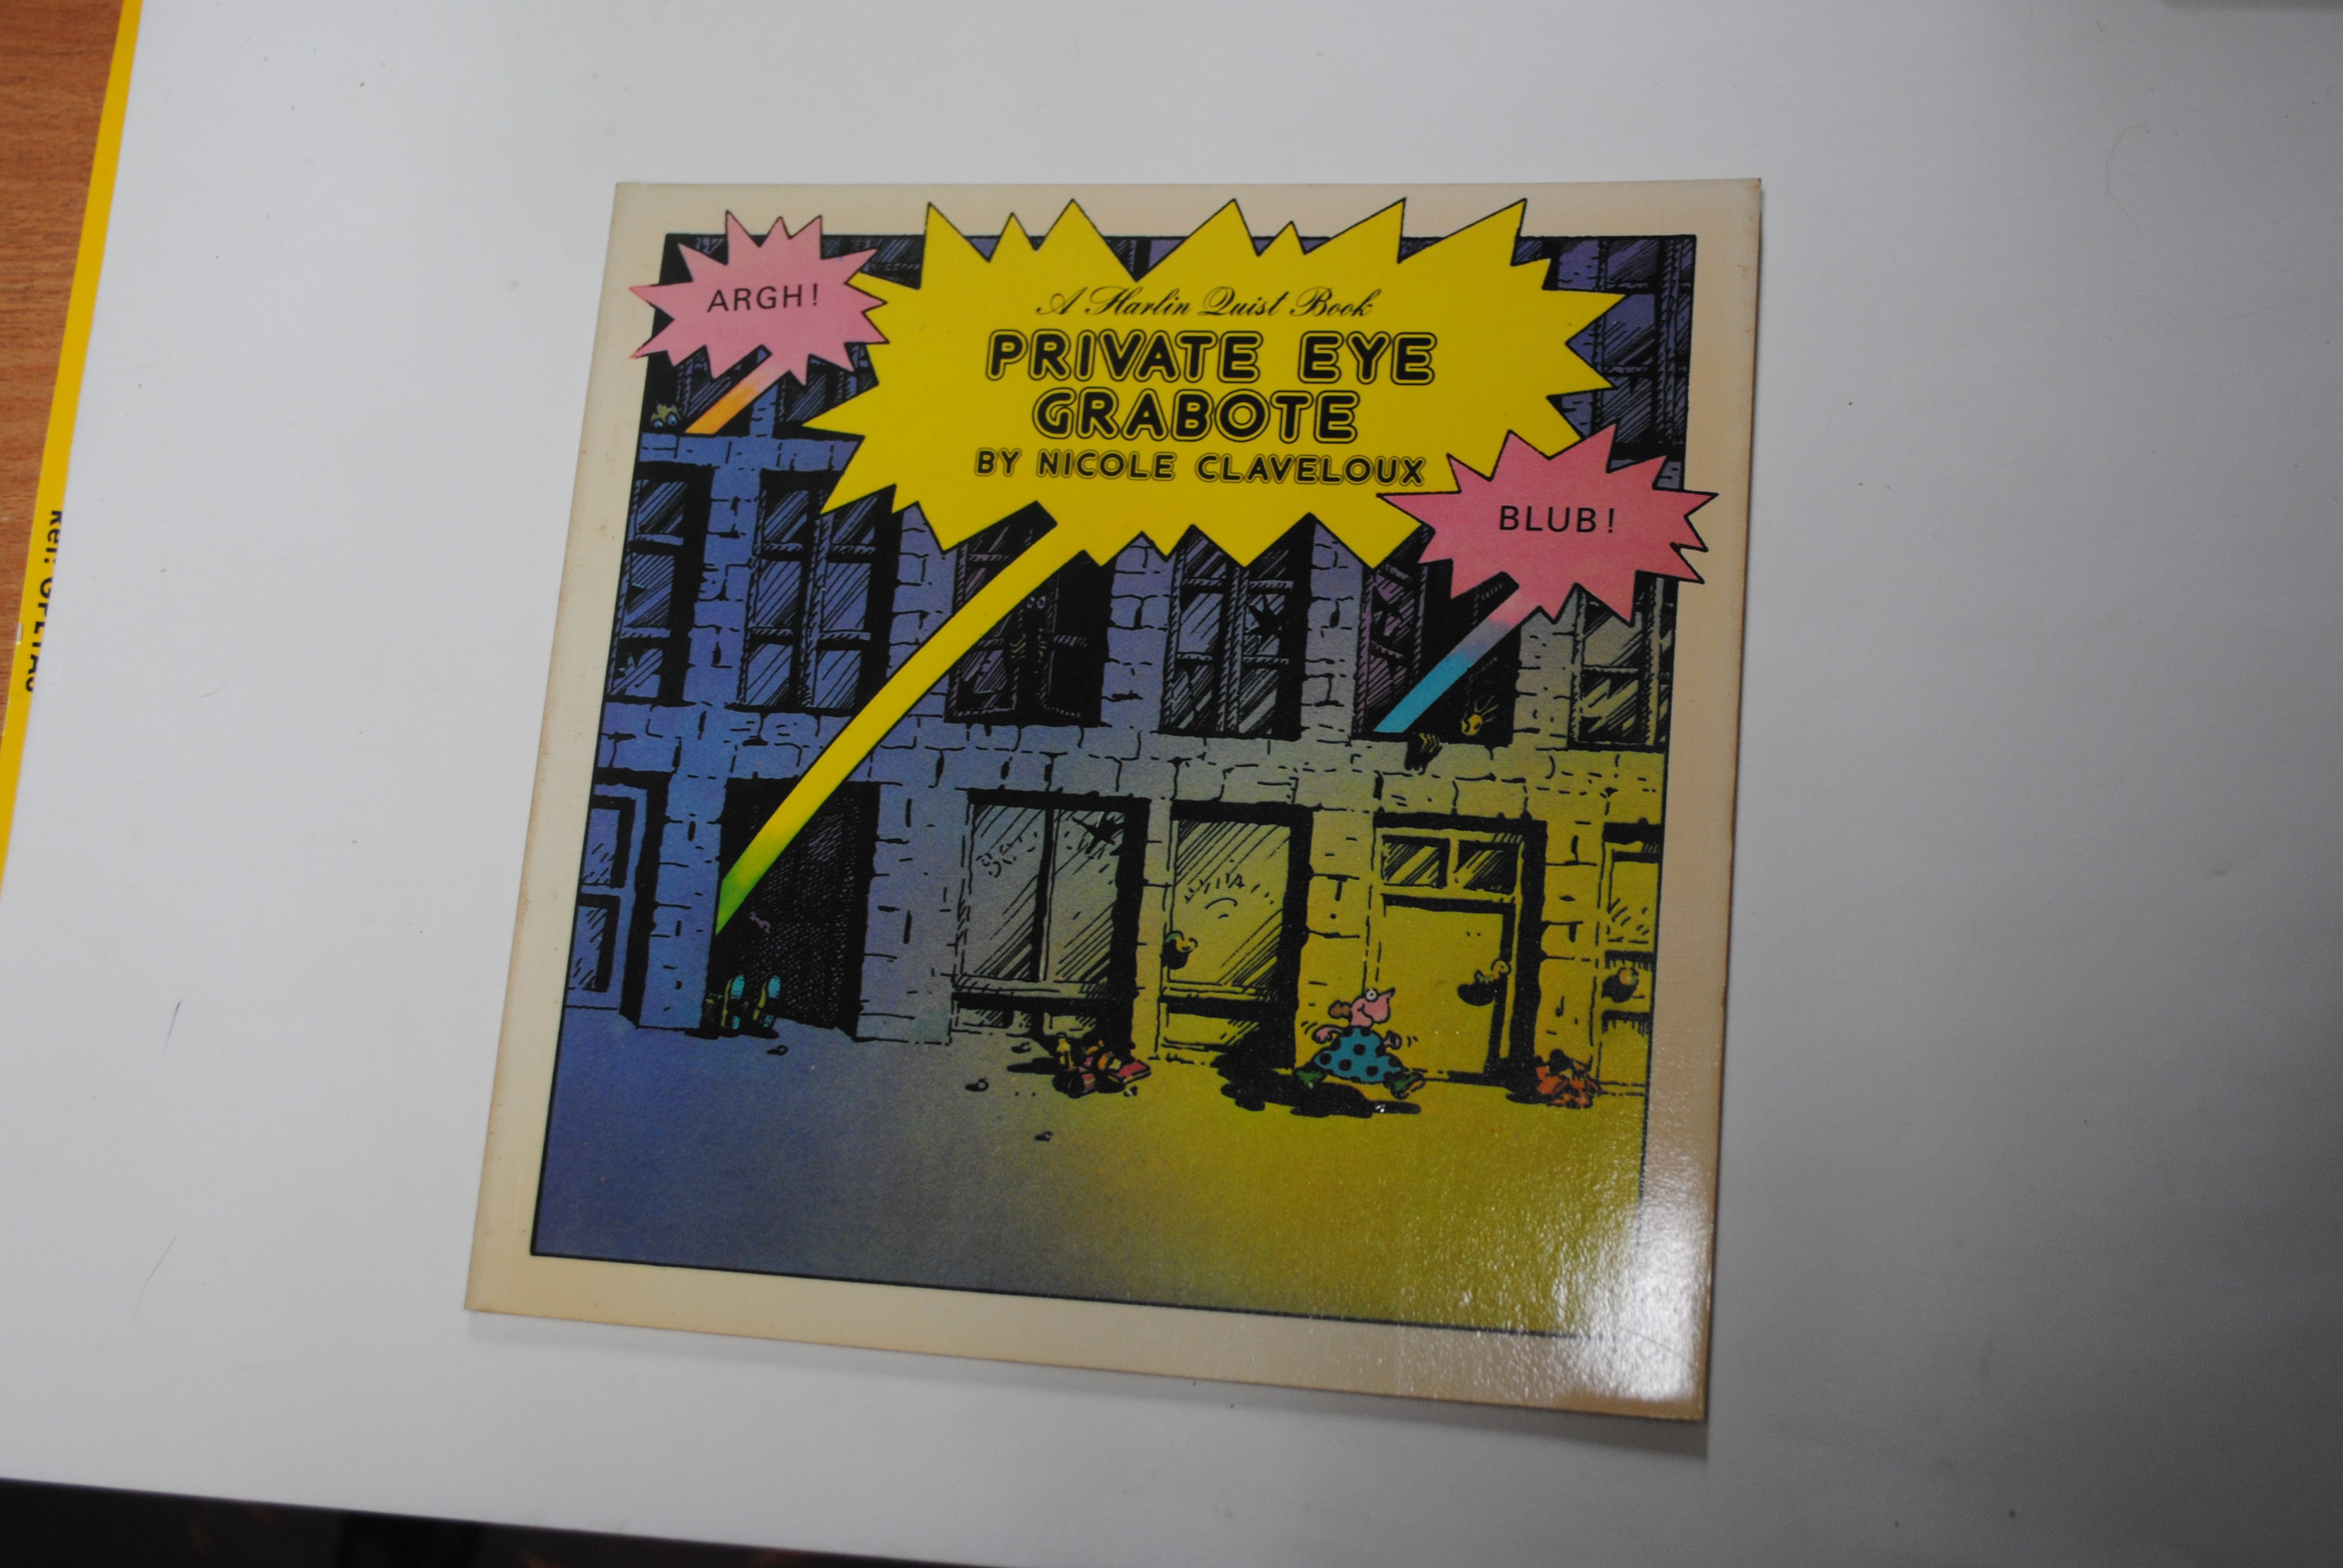 ARGH!
A Harlin Quist Book
PRIVATE EYE
GRABOTE
BY NICOLE CLAVELOUX
BLUB!